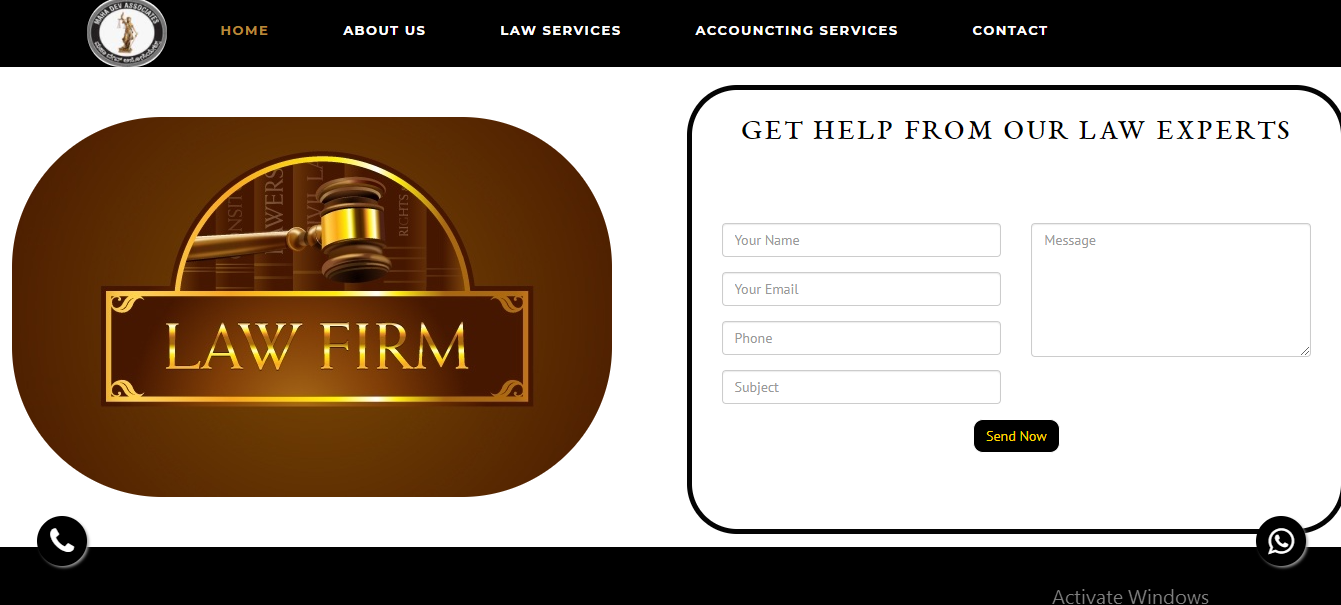 MAHA DEV ASSOCIATES
HOME
ABOUT US
LAW SERVICES
ACCOUNCTING SERVICES
CONTACT
LAWYERS
CIVIL LA
RIGHTS
LAW FIRM
GET HELP FROM OUR LAW EXPERTS
Your Name
Message
Your Email
Phone
Subject
Send Now
Activate Windows